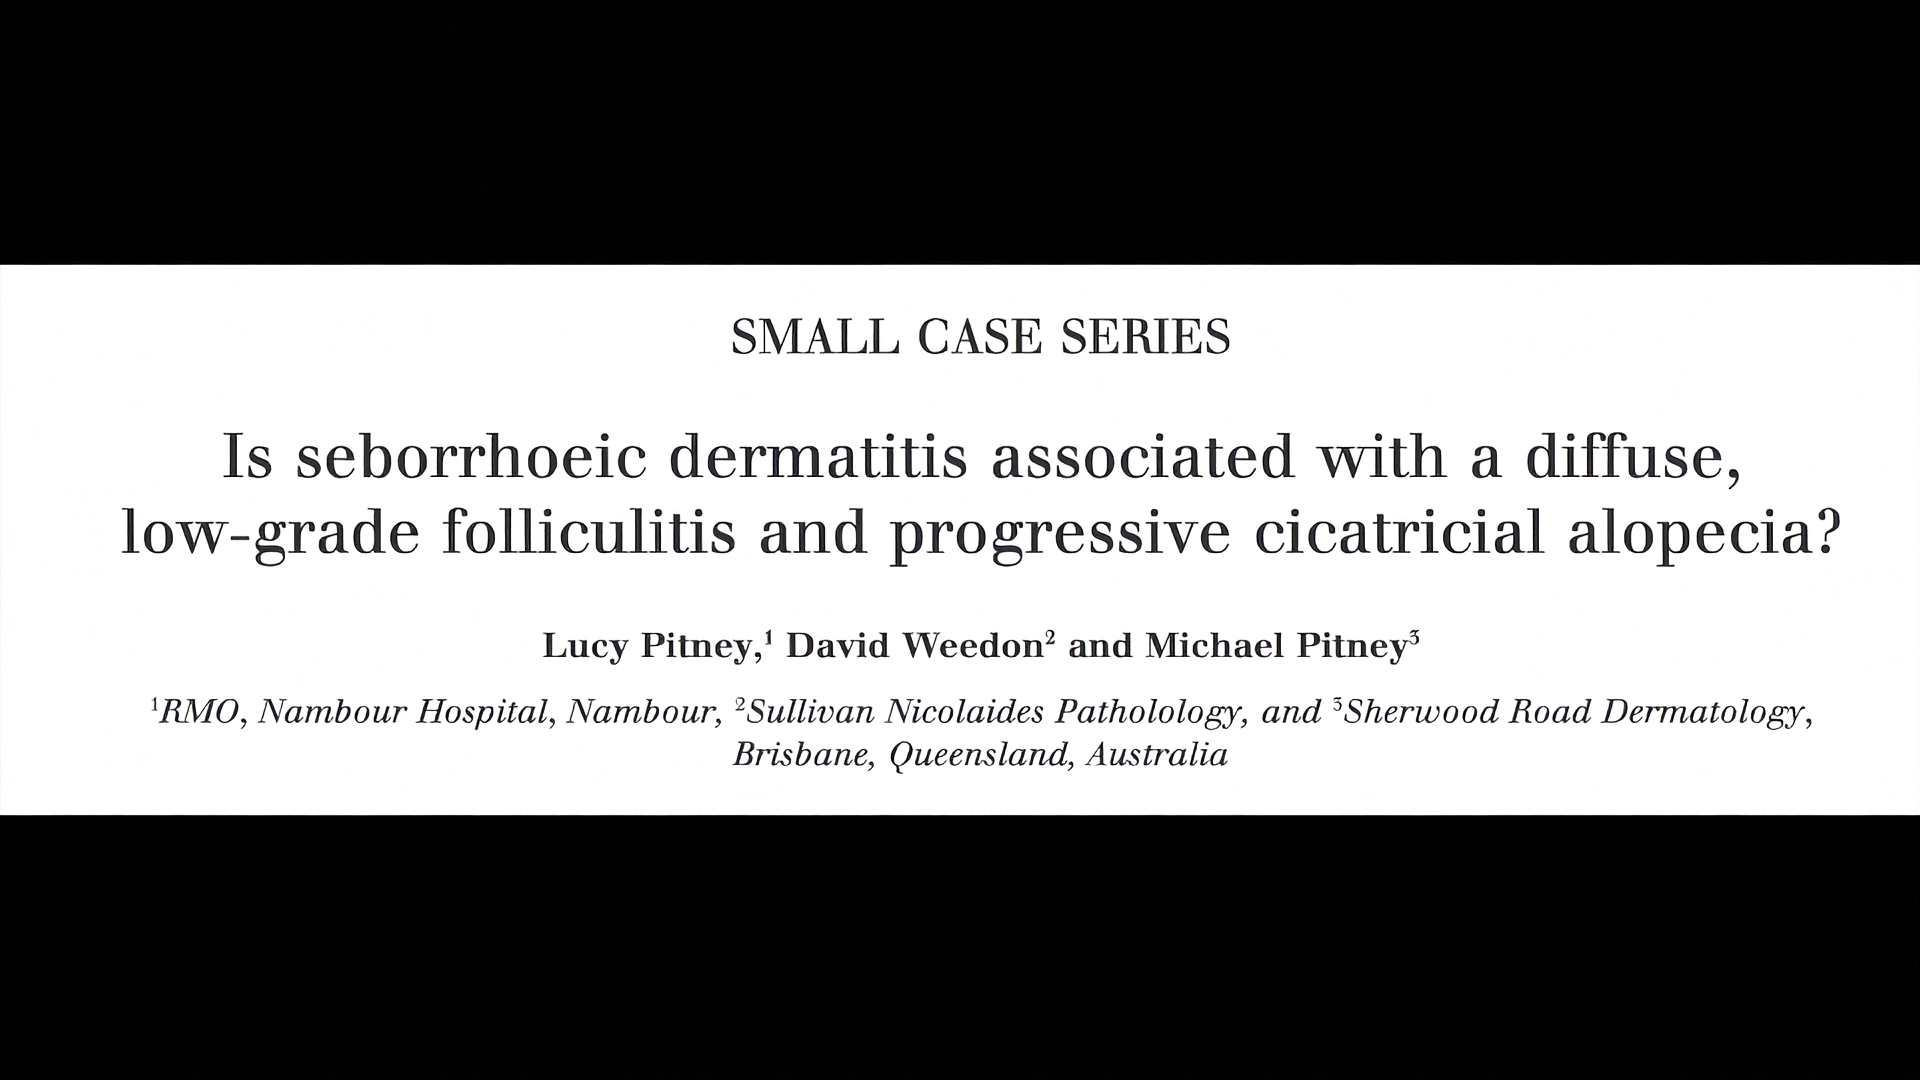 SMALL CASE SERIES
Is seborrhoeic dermatitis associated with a diffuse,
low-grade folliculitis and progressive cicatricial alopecia?
Lucy Pitney,¹ David Weedon² and Michael Pitney³
¹RMO, Nambour Hospital, Nambour, ²Sullivan Nicolaides Patholology, and ³Sherwood Road Dermatology,
Brisbane, Queensland, Australia